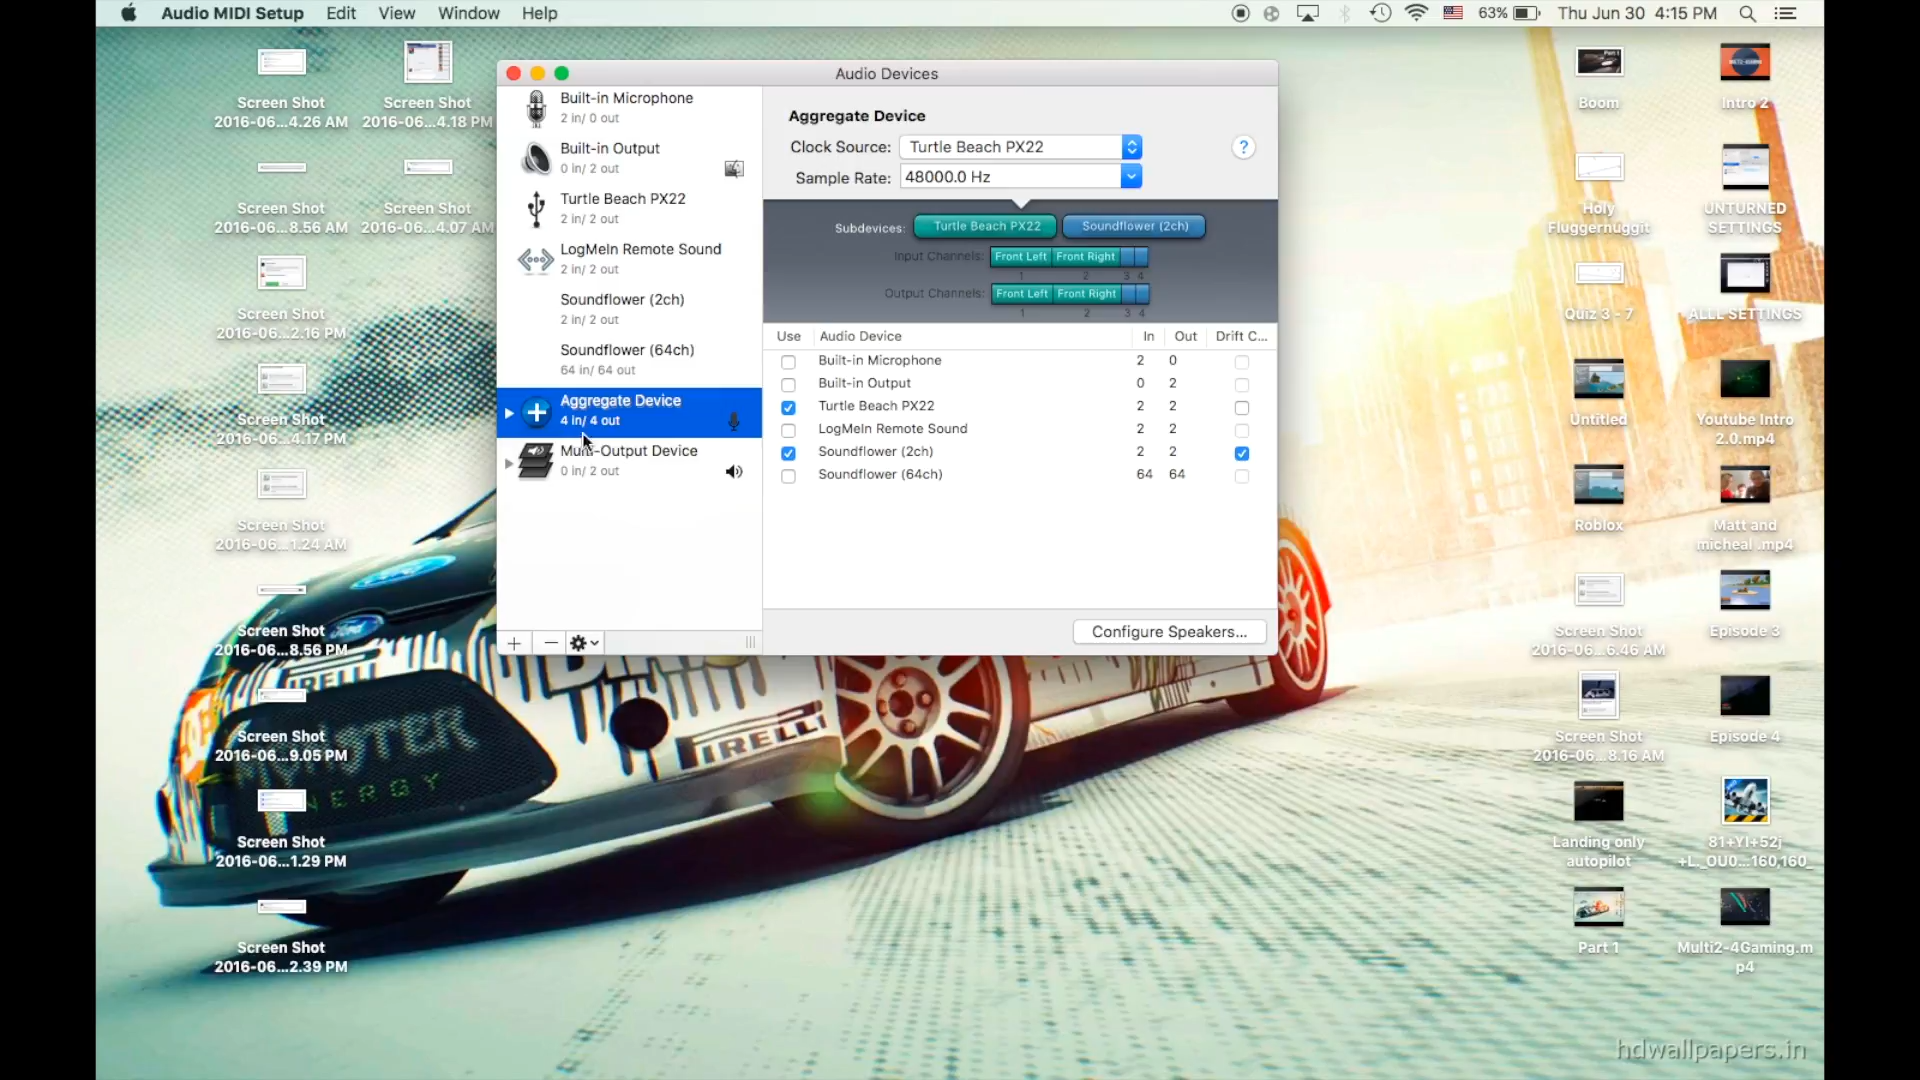 Audio MIDI Setup Edit View Window Help
63% Thu Jun 30 4:15 PM
Audio Devices
Built-in Microphone
2 in/ 0 out
Built-in Output
0 in/ 2 out
Turtle Beach PX22
2 in/ 2 out
LogMeIn Remote Sound
2 in/ 2 out
Soundflower (2ch)
2 in/ 2 out
Soundflower (64ch)
64 in/ 64 out
Aggregate Device
4 in/ 4 out
Multi-Output Device
0 in/ 2 out
Aggregate Device
Clock Source: Turtle Beach PX22
?
Sample Rate: 48000.0 Hz
Subdevices: Turtle Beach PX22 Soundflower (2ch)
Input Channels: Front Left Front Right
1 2 3 4
Output Channels: Front Left Front Right
1 2 3 4
Use Audio Device In Out Drift C...
Built-in Microphone 2 0
Built-in Output 0 2
Turtle Beach PX22 2 2
LogMeIn Remote Sound 2 2
Soundflower (2ch) 2 2
Soundflower (64ch) 64 64
Configure Speakers...
Screen Shot
2016-06...4.26 AM
Screen Shot
2016-06...4.18 PM
Screen Shot
2016-06...8.56 AM
Screen Shot
2016-06...4.07 AM
Screen Shot
2016-06...2.16 PM
Screen Shot
2016-06...4.17 PM
Screen Shot
2016-06...1.24 AM
Screen Shot
2016-06...8.56 PM
Screen Shot
2016-06...9.05 PM
Screen Shot
2016-06...1.29 PM
Screen Shot
2016-06...2.39 PM
Boom
Intro 2
Holy
Fluggernuggit
UNTURNED
SETTINGS
Quiz 3 - 7
ALLL SETTINGS
Untitled
Youtube Intro
2.0.mp4
Roblox
Matt and
micheal .mp4
Screen Shot
2016-06...6.46 AM
Episode 3
Screen Shot
2016-06...8.16 AM
Episode 4
Landing only
autopilot
81+YI+52j
+L._OU0...160,160_
Part 1
Multi2-4Gaming.m
p4
Ford
Ford
PIRELLI
MONSTER
ENERGY
PIRELLI
hdwallpapers.in